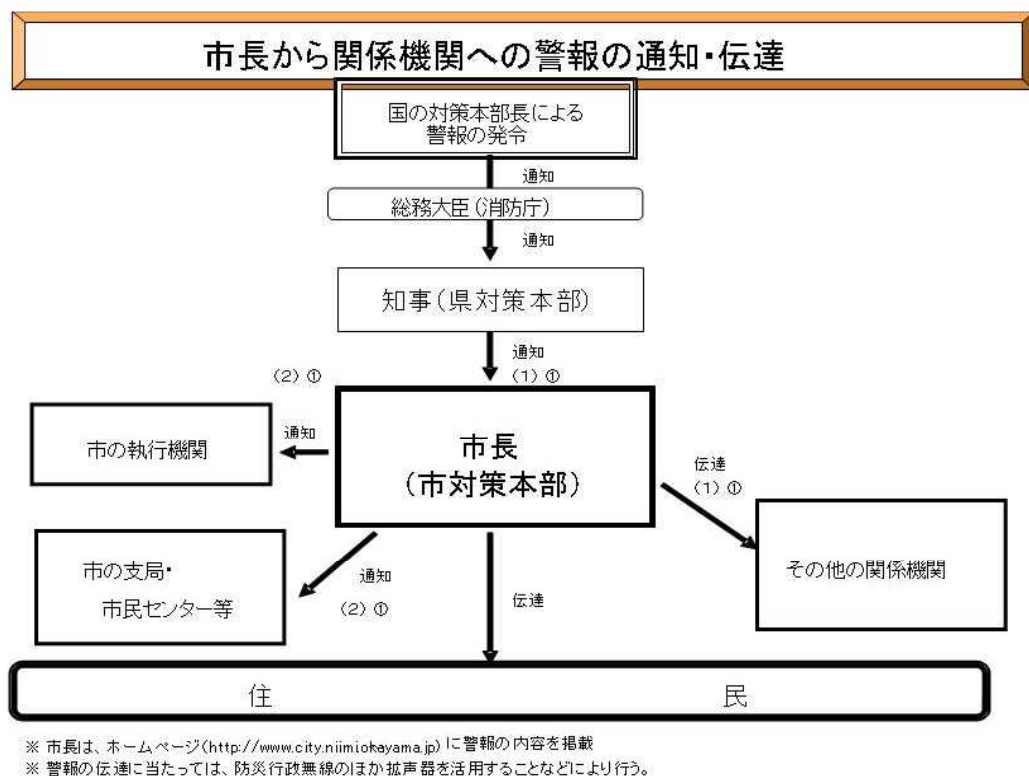 市長から関係機関への警報の通知・伝達
国の対策本部長による
警報の発令
通知
総務大臣(消防庁)
通知
知事(県対策本部)
通知
(1)①
(2)①
市の執行機関
通知
市長
(市対策本部)
伝達
(1)①
市の支局・
市民センター等
通知
(2)①
伝達
その他の関係機関
住 民
※ 市長は、ホームページ(http://www.city.niimiokayama.jp)に警報の内容を掲載
※ 警報の伝達に当たっては、防災行政無線のほか拡声器を活用することなどにより行う。